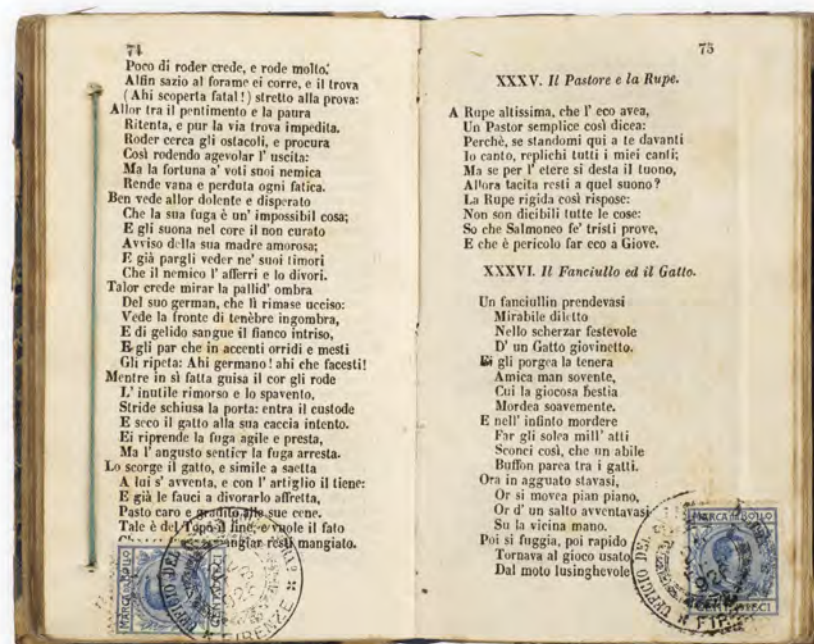 74
Poco di roder crede, e rode molto.
Alfin sazio al forame ei corre, e il trova
(Ahi scoperta fatal!) stretto alla prova:
Allor tra il pentimento e la paura
Ritenta, e pur la via trova impedita.
Roder cerca gli ostacoli, e procura
Così rodendo agevolar l' uscita:
Ma la fortuna a' voti suoi nemica
Rende vana e perduta ogni fatica.
Ben vede allor dolente e disperato
Che la sua fuga è un' impossibil cosa;
E gli suona nel core il non curato
Avviso della sua madre amorosa;
E già pargli veder ne' suoi timori
Che il nemico l' afferri e lo divori.
Talor crede mirar la pallid' ombra
Del suo german, che lì rimase ucciso:
Vede la fronte di tenèbre ingombra,
E di gelido sangue il fianco intriso,
E gli par che in accenti orridi e mesti
Gli ripeta: Ahi germano! ahi che facesti!
Mentre in sì fatta guisa il cor gli rode
L' inutile rimorso e lo spavento,
Stride schiusa la porta: entra il custode
E seco il gatto alla sua caccia intento.
Ei riprende la fuga agile e presta,
Ma l' angusto sentier la fuga arresta.
Lo scorge il gatto, e simile a saetta
A lui s' avventa, e con l' artiglio il tiene:
E già le fauci a divorarlo affretta,
Pasto caro e gradito alle sue cene.
Tale è del Topo il fine, e vuole il fato
mangiar resti mangiato.
MARCA DA BOLLO
UFFICIO DEL
1926
FIRENZE
75
XXXV. Il Pastore e la Rupe.
A Rupe altissima, che l' eco avea,
Un Pastor semplice così dicea:
Perchè, se standomi qui a te davanti
Io canto, replichi tutti i miei canti;
Ma se per l' etere si desta il tuono,
Allora tacita resti a quel suono?
La Rupe rigida così rispose:
Non son dicibili tutte le cose:
So che Salmoneo fe' tristi prove,
E che è pericolo far eco a Giove.
XXXVI. Il Fanciullo ed il Gatto.
Un fanciullin prendevasi
Mirabile diletto
Nello scherzar festevole
D' un Gatto giovinetto.
Ei gli porgea la tenera
Amica man sovente,
Cui la giocosa bestia
Mordea soavemente.
E nell' infinto mordere
Far gli solea mill' atti
Sconci così, che un abile
Buffon parea tra i gatti.
Ora in agguato stavasi,
Or si movea pian piano,
Or d' un salto avventavasi
Su la vicina mano.
Poi si fuggia, poi rapido
Tornava al gioco usato,
Dal moto lusinghevole
MARCA DA BOLLO
CENT. DIECI
UFFICIO DEL
1926